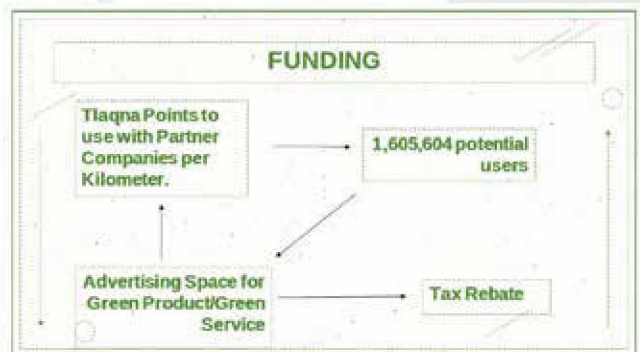 FUNDING
Tlaqna Points to
use with Partner
Companies per
Kilometer.
1,605,604 potential
users
Advertising Space for
Green Product/Green
Service
Tax Rebate